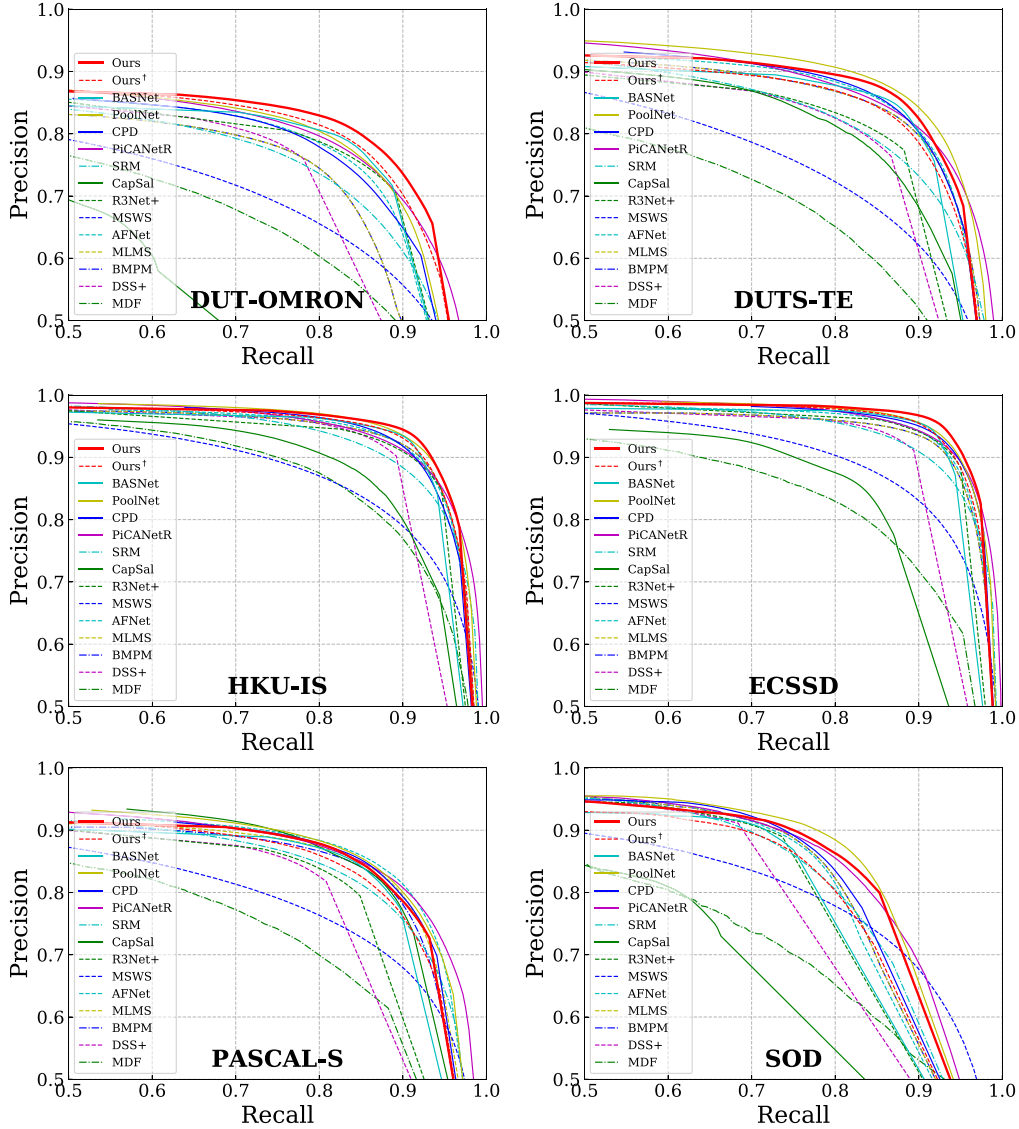 1.0
0.9
0.8
0.7
0.6
0.5
Precision
Ours
Ours†
BASNet
PoolNet
CPD
PiCANetR
SRM
CapSal
R3Net+
MSWS
AFNet
MLMS
BMPM
DSS+
MDF
DUT-OMRON
0.5 0.6 0.7 0.8 0.9 1.0
Recall
1.0
0.9
0.8
0.7
0.6
0.5
Precision
Ours
Ours†
BASNet
PoolNet
CPD
PiCANetR
SRM
CapSal
R3Net+
MSWS
AFNet
MLMS
BMPM
DSS+
MDF
DUTS-TE
0.5 0.6 0.7 0.8 0.9 1.0
Recall
1.0
0.9
0.8
0.7
0.6
0.5
Precision
Ours
Ours†
BASNet
PoolNet
CPD
PiCANetR
SRM
CapSal
R3Net+
MSWS
AFNet
MLMS
BMPM
DSS+
MDF
HKU-IS
0.5 0.6 0.7 0.8 0.9 1.0
Recall
1.0
0.9
0.8
0.7
0.6
0.5
Precision
Ours
Ours†
BASNet
PoolNet
CPD
PiCANetR
SRM
CapSal
R3Net+
MSWS
AFNet
MLMS
BMPM
DSS+
MDF
ECSSD
0.5 0.6 0.7 0.8 0.9 1.0
Recall
1.0
0.9
0.8
0.7
0.6
0.5
Precision
Ours
Ours†
BASNet
PoolNet
CPD
PiCANetR
SRM
CapSal
R3Net+
MSWS
AFNet
MLMS
BMPM
DSS+
MDF
PASCAL-S
0.5 0.6 0.7 0.8 0.9 1.0
Recall
1.0
0.9
0.8
0.7
0.6
0.5
Precision
Ours
Ours†
BASNet
PoolNet
CPD
PiCANetR
SRM
CapSal
R3Net+
MSWS
AFNet
MLMS
BMPM
DSS+
MDF
SOD
0.5 0.6 0.7 0.8 0.9 1.0
Recall